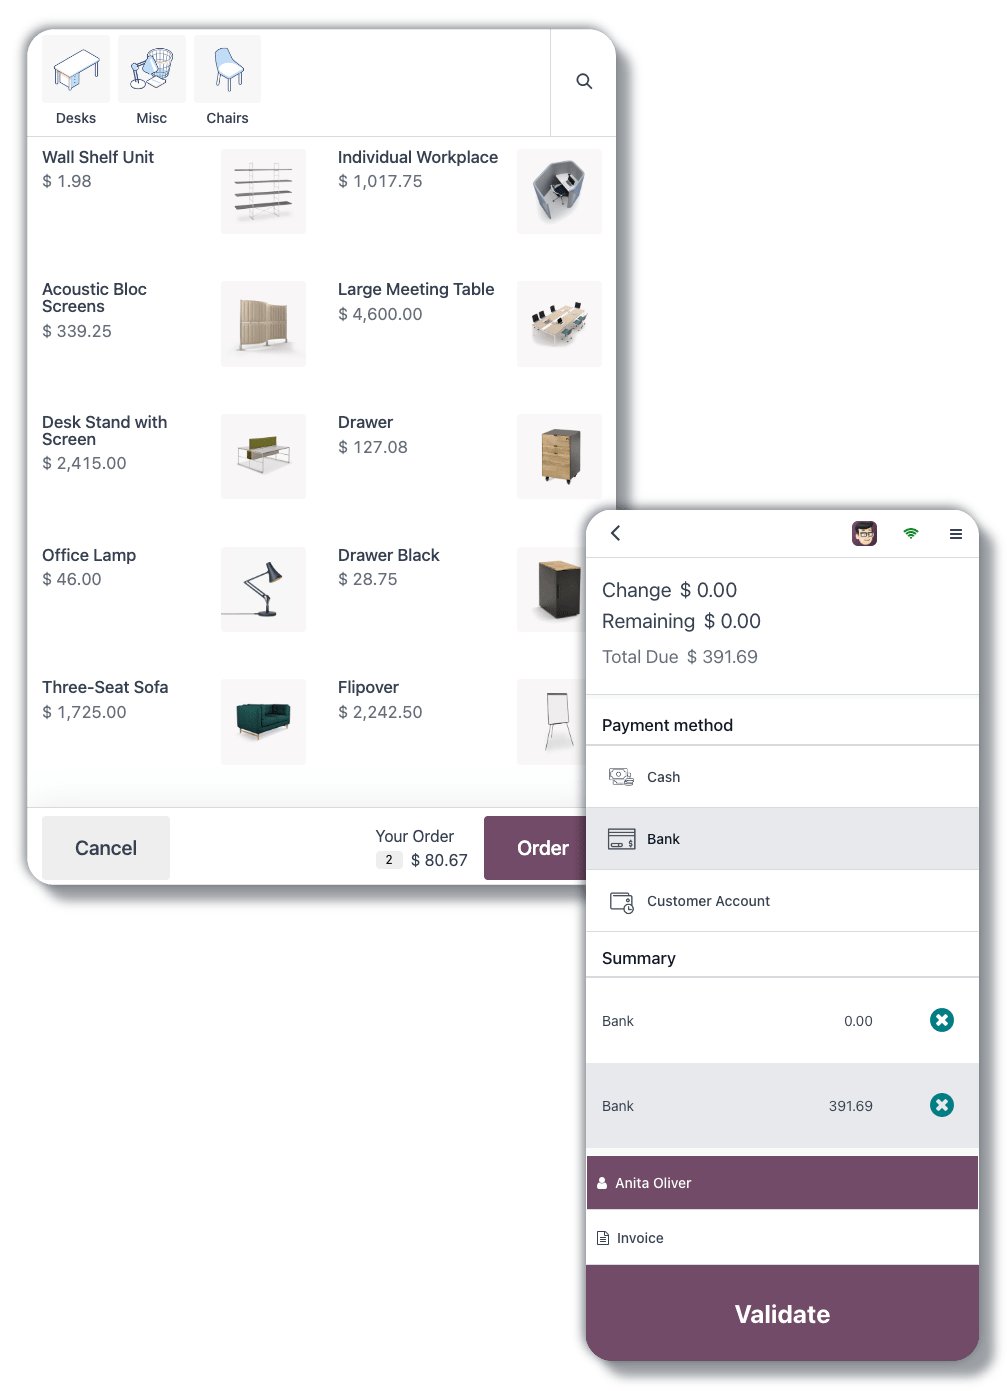 Desks
Misc
Chairs
Wall Shelf Unit
$ 1.98
Individual Workplace
$ 1,017.75
Acoustic Bloc
Screens
$ 339.25
Large Meeting Table
$ 4,600.00
Desk Stand with
Screen
$ 2,415.00
Drawer
$ 127.08
Office Lamp
$ 46.00
Drawer Black
$ 28.75
Three-Seat Sofa
$ 1,725.00
Flipover
$ 2,242.50
Cancel
Your Order
2 $ 80.67
Order
Change $ 0.00
Remaining $ 0.00
Total Due $ 391.69
Payment method
Cash
Bank
Customer Account
Summary
Bank 0.00
Bank 391.69
Anita Oliver
Invoice
Validate